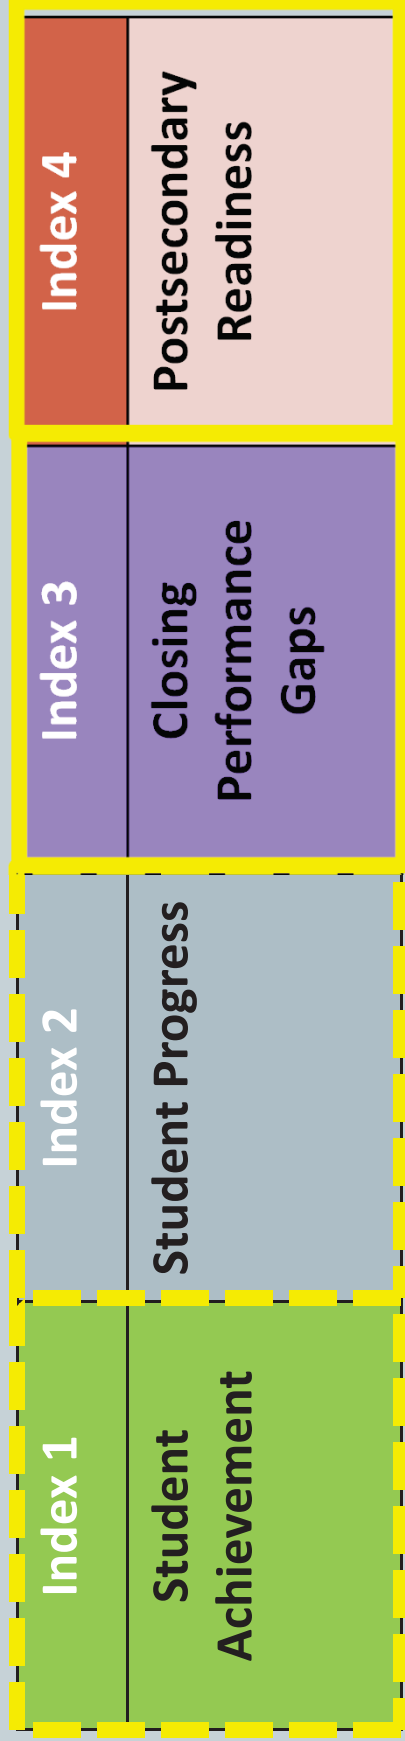 Index 1
Student
Achievement
Index 2
Student Progress
Index 3
Closing
Performance
Gaps
Index 4
Postsecondary
Readiness